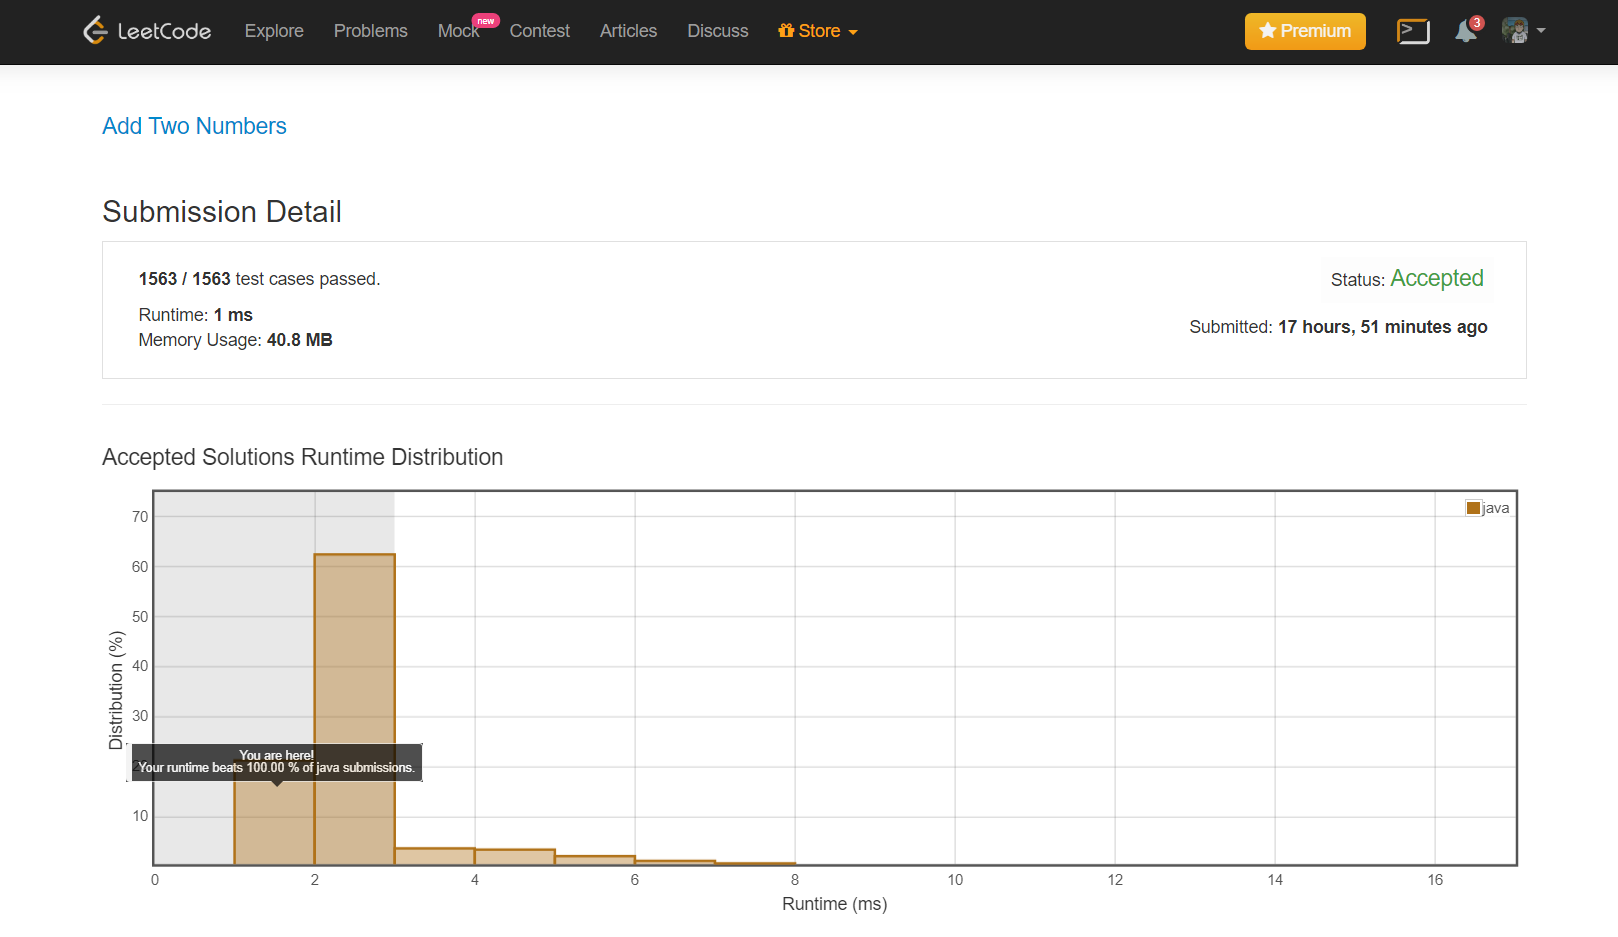 LeetCode Explore Problems Mock new Contest Articles Discuss Store Premium 3
Add Two Numbers
Submission Detail
1563 / 1563 test cases passed.
Status: Accepted
Runtime: 1 ms
Submitted: 17 hours, 51 minutes ago
Memory Usage: 40.8 MB
Accepted Solutions Runtime Distribution
java
70
60
50
40
30
10
Distribution (%)
You are here!
Your runtime beats 100.00 % of java submissions.
0 2 4 6 8 10 12 14 16
Runtime (ms)